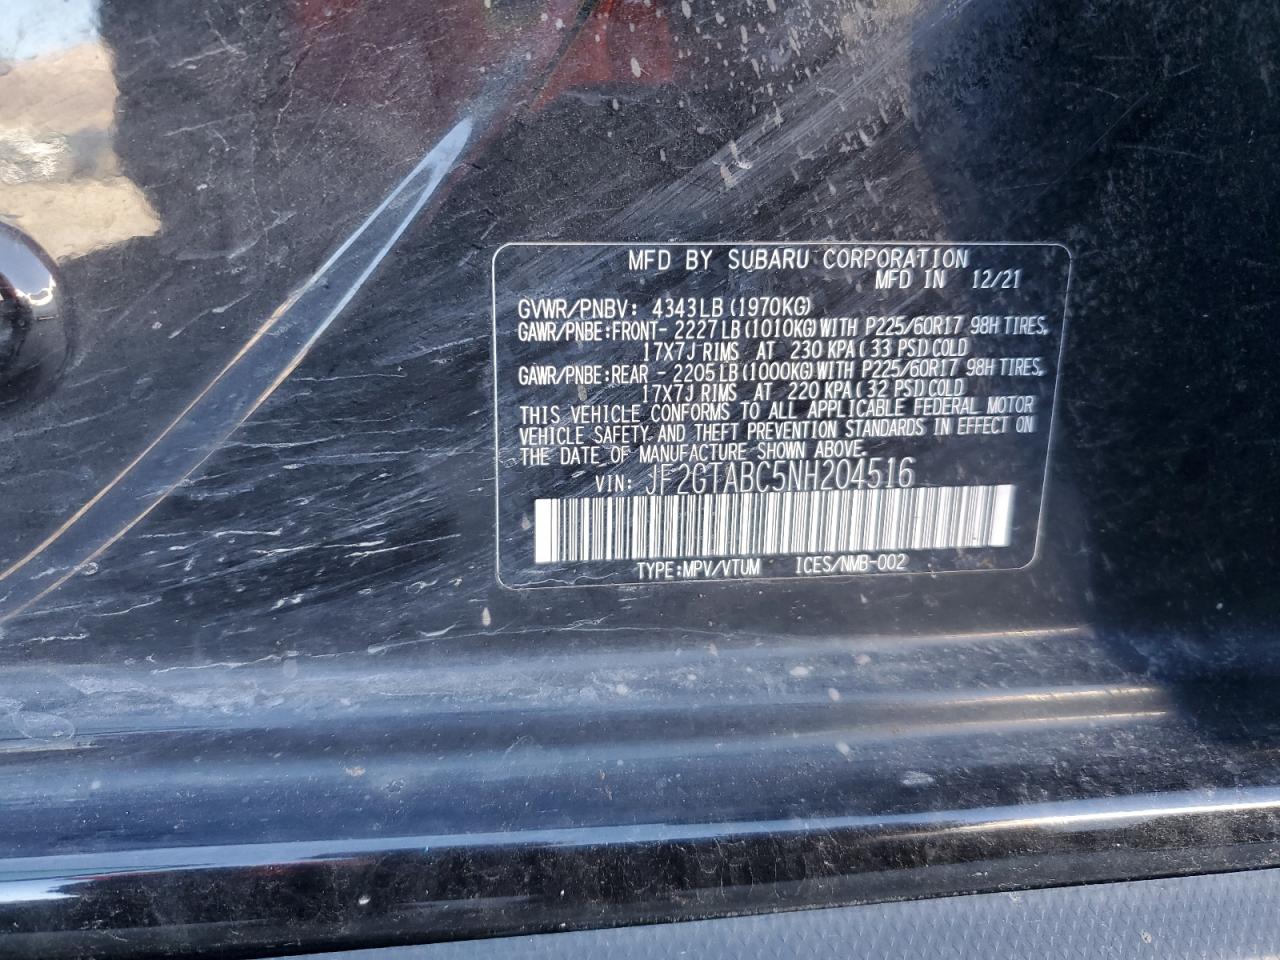 MFD BY SUBARU CORPORATION
MFD IN 12/21
GVWR/PNBV: 4343LB(1970KG)
GAWR/PNBE:FRONT- 2227LB(1010KG)WITH P225/60R17 98H TIRES,
17X7J RIMS AT 230 KPA(33 PSI)COLD
GAWR/PNBE:REAR - 2205LB(1000KG)WITH P225/60R17 98H TIRES,
17X7J RIMS AT 220 KPA(32 PSI)COLD
THIS VEHICLE CONFORMS TO ALL APPLICABLE FEDERAL MOTOR
VEHICLE SAFETY AND THEFT PREVENTION STANDARDS IN EFFECT ON
THE DATE OF MANUFACTURE SHOWN ABOVE.
VIN: JF2GTABC5NH204516
TYPE:MPV/VTUM ICES/NMB-002